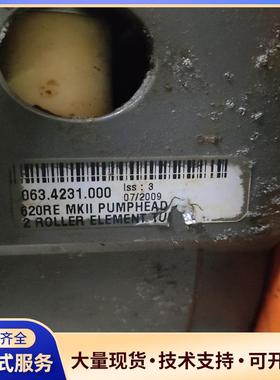 063.4231.000
Iss : 3
07/2009
620RE MKII PUMPHEAD
2 ROLLER ELEMENT TU
齐全
式服务
大量现货·技术支持·可开